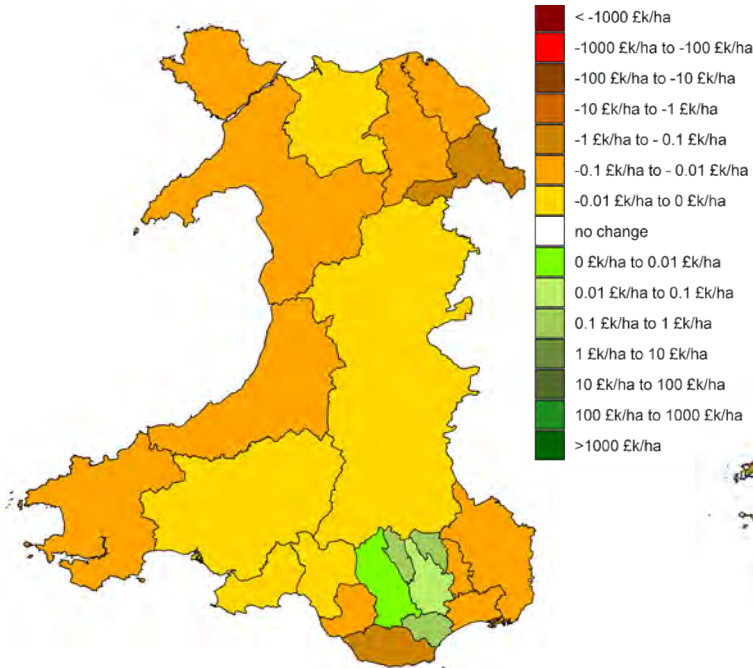 < -1000 £k/ha
-1000 £k/ha to -100 £k/ha
-100 £k/ha to -10 £k/ha
-10 £k/ha to -1 £k/ha
-1 £k/ha to - 0.1 £k/ha
-0.1 £k/ha to - 0.01 £k/ha
-0.01 £k/ha to 0 £k/ha
no change
0 £k/ha to 0.01 £k/ha
0.01 £k/ha to 0.1 £k/ha
0.1 £k/ha to 1 £k/ha
1 £k/ha to 10 £k/ha
10 £k/ha to 100 £k/ha
100 £k/ha to 1000 £k/ha
>1000 £k/ha